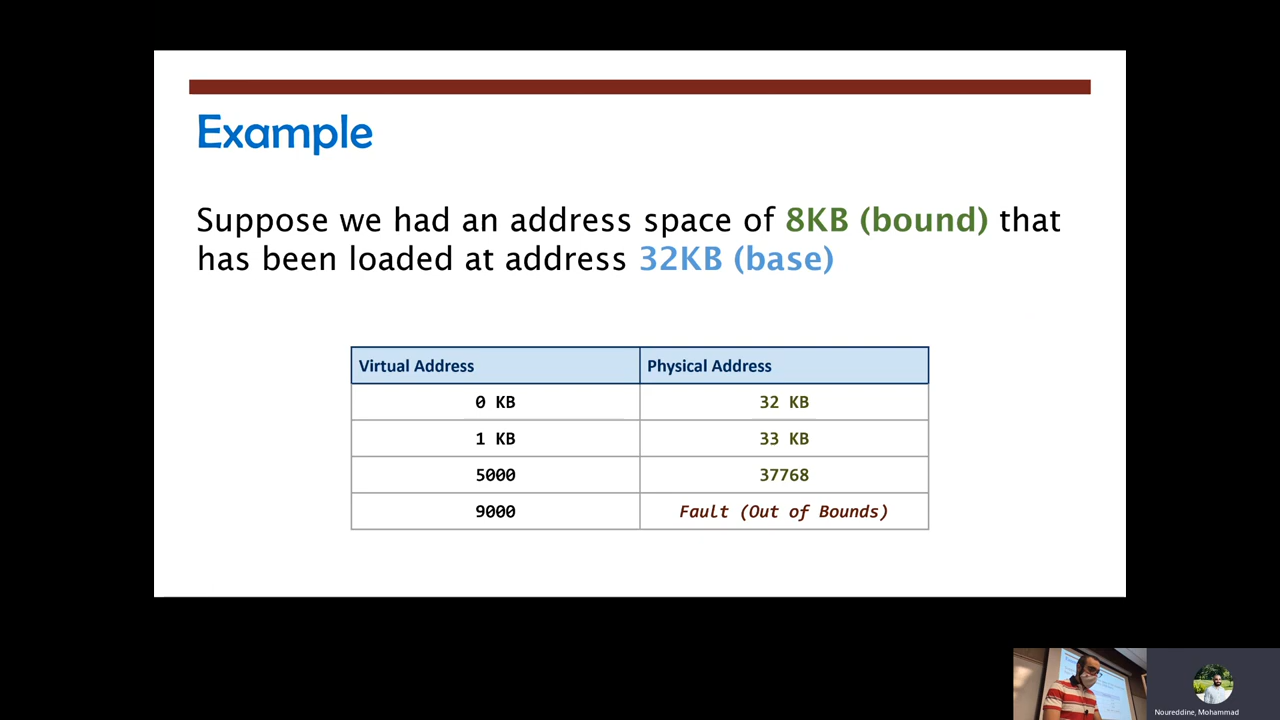 Example
Suppose we had an address space of 8KB (bound) that
has been loaded at address 32KB (base)
Virtual Address Physical Address
0 KB 32 KB
1 KB 33 KB
5000 37768
9000 Fault (Out of Bounds)
Noureddine, Mohammad